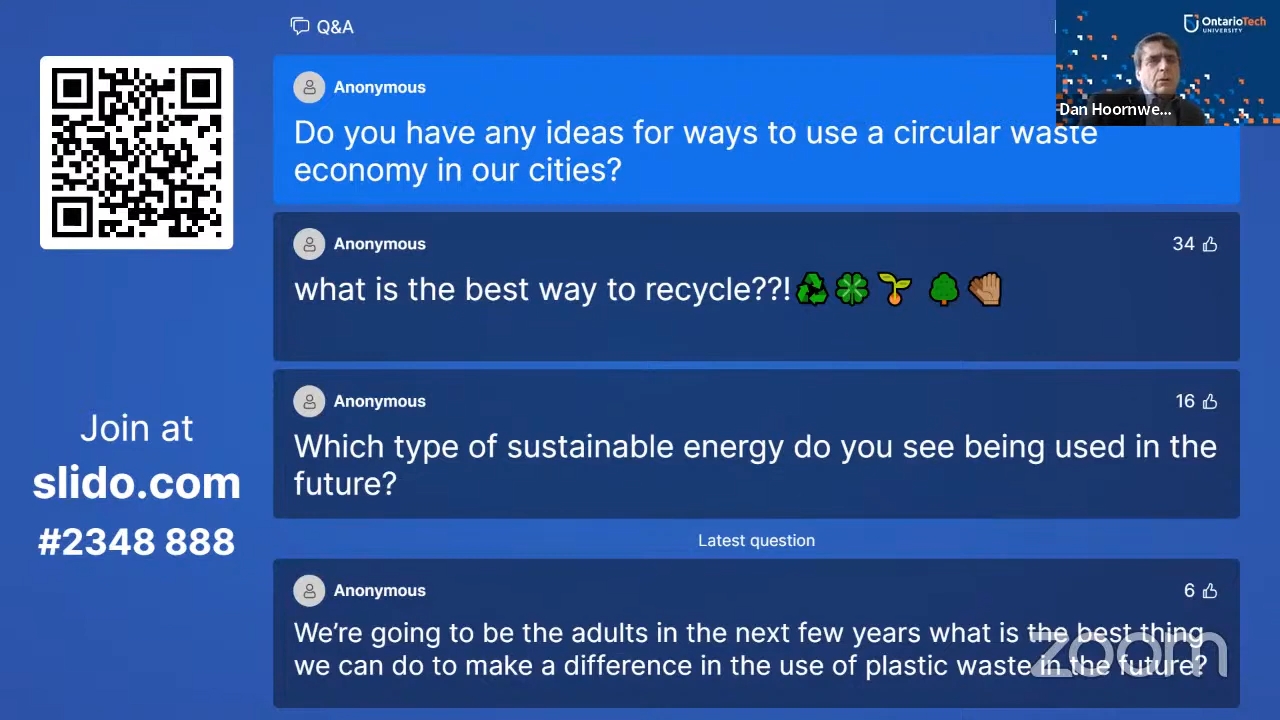 Q&A
OntarioTech
UNIVERSITY
Dan Hoornwe...
Anonymous
Do you have any ideas for ways to use a circular waste
economy in our cities?
Anonymous
34
what is the best way to recycle??!♻️🍀🌱 🌳👏🏽
Anonymous
16
Which type of sustainable energy do you see being used in the
future?
Join at
slido.com
#2348 888
Latest question
Anonymous
6
We’re going to be the adults in the next few years what is the best thing
we can do to make a difference in the use of plastic waste in the future?
zoom